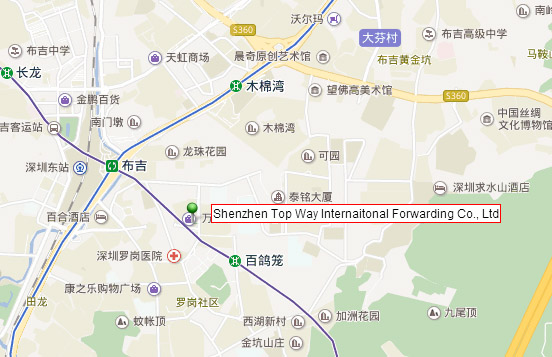 沃尔玛
南岭
S360
大芬村
布吉高级中学
布吉中学
天虹商场
晨奇原创艺术馆
布吉黄金坑
马鞍山
长龙
木棉湾
金鹏百货
望佛高美术馆
S360
南门墩
木棉湾
中国丝绸
文化博物馆
吉客运站
龙珠花园
可园
深圳东站
布吉
泰铭大厦
深圳求水山酒店
百合酒店
万
Shenzhen Top Way Internaitonal Forwarding Co., Ltd
深圳罗岗医院
百鸽笼
康之乐购物广场
罗岗社区
田龙
蚊帐顶
西湖新村
加洲花园
九尾顶
金坑山庄